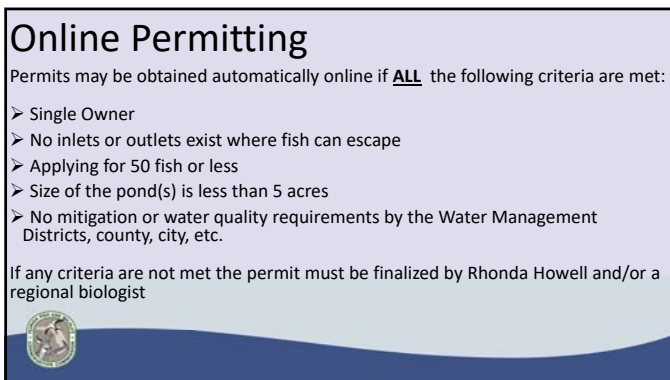 Online Permitting
Permits may be obtained automatically online if ALL the following criteria are met:
➢ Single Owner
➢ No inlets or outlets exist where fish can escape
➢ Applying for 50 fish or less
➢ Size of the pond(s) is less than 5 acres
➢ No mitigation or water quality requirements by the Water Management
Districts, county, city, etc.
If any criteria are not met the permit must be finalized by Rhonda Howell and/or a
regional biologist